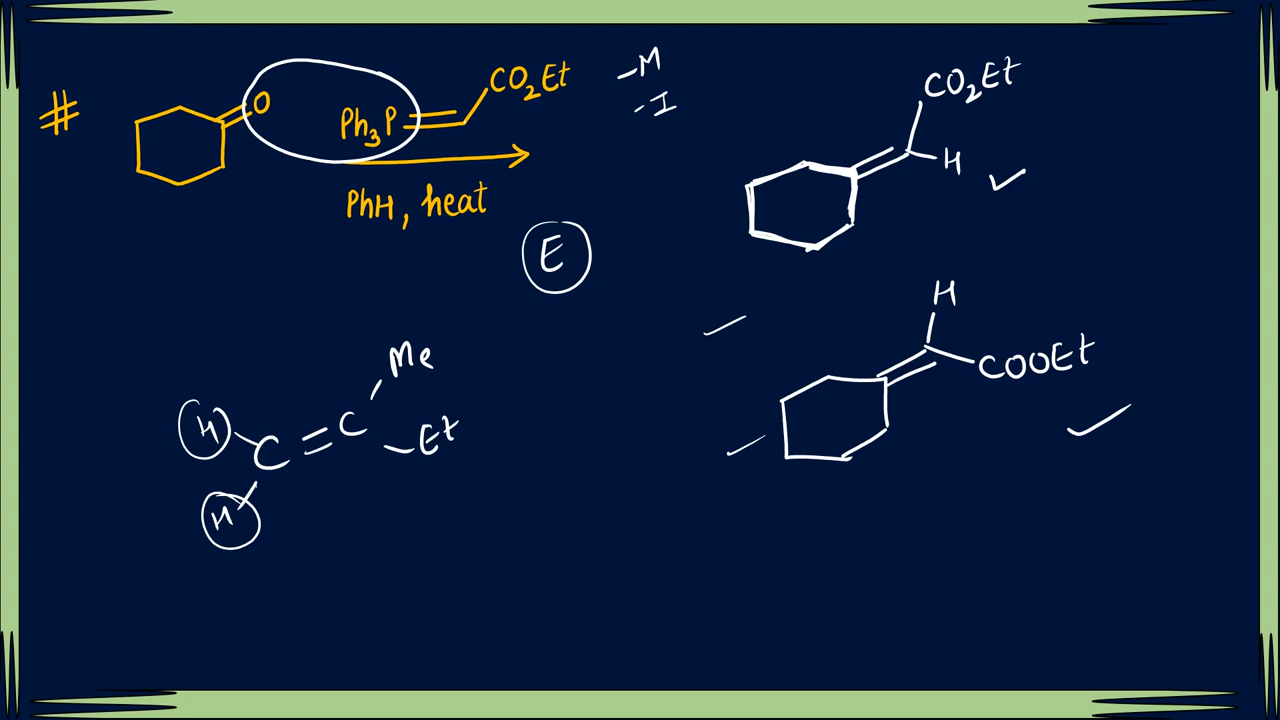 # O Ph₃P CO₂Et
PhH, heat
-M
-I
E
CO₂Et
H
H
COOEt
Me
H C = C Et
H